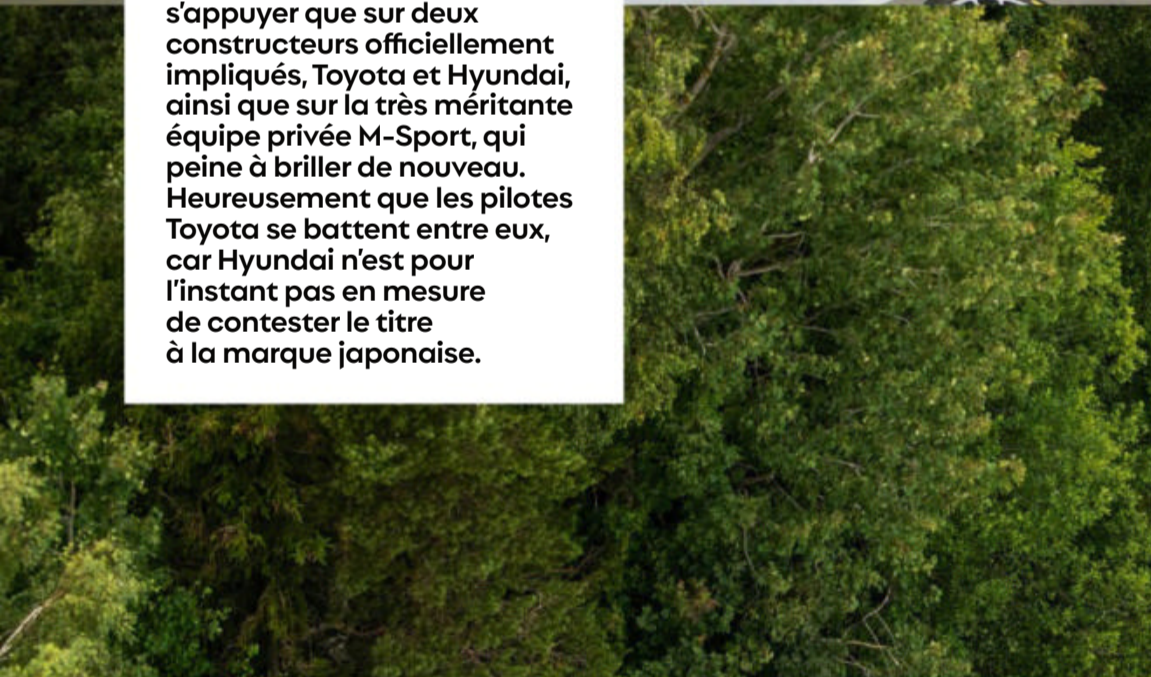 s'appuyer que sur deux
constructeurs officiellement
impliqués, Toyota et Hyundai,
ainsi que sur la très méritante
équipe privée M-Sport, qui
peine à briller de nouveau.
Heureusement que les pilotes
Toyota se battent entre eux,
car Hyundai n'est pour
l'instant pas en mesure
de contester le titre
à la marque japonaise.